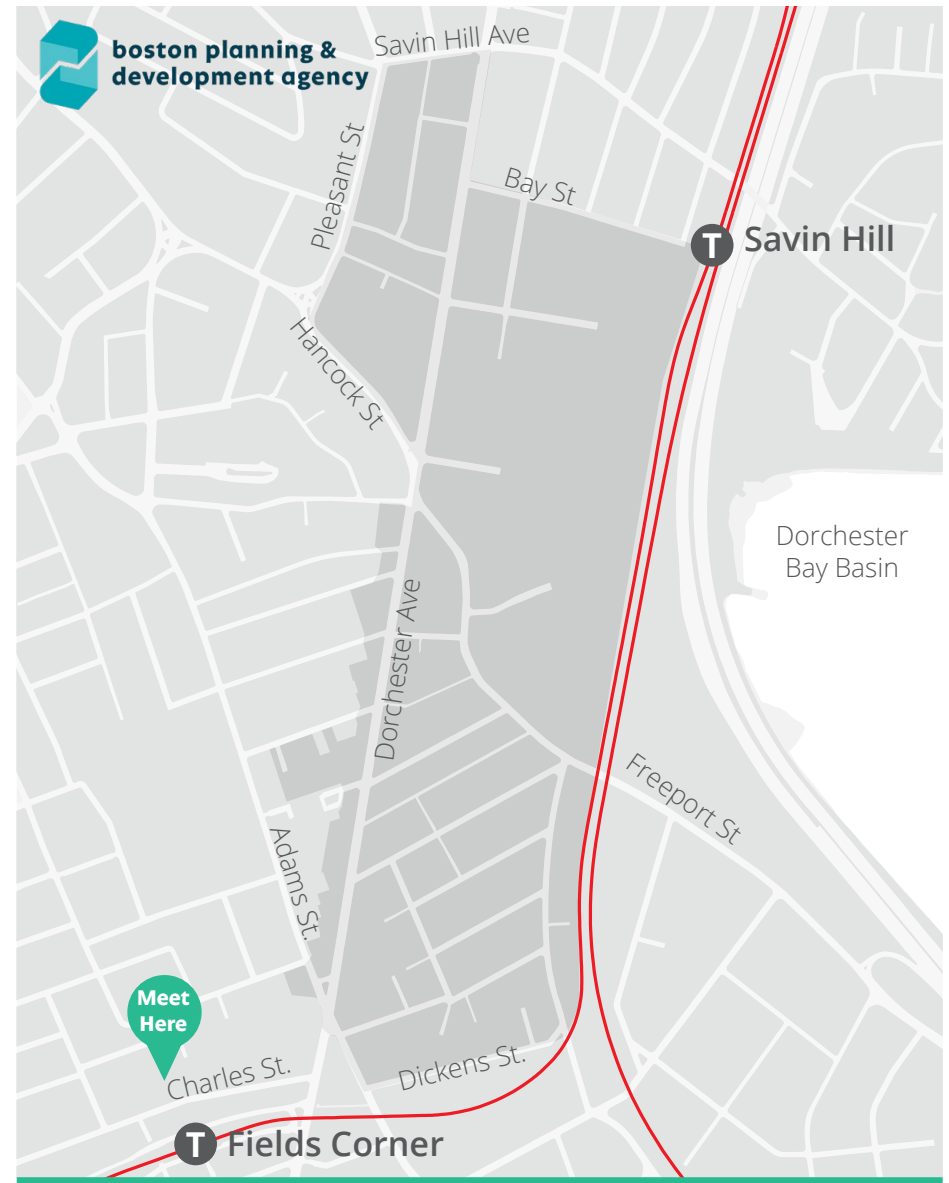 boston planning &
development agency
Savin Hill Ave
Pleasant St
Bay St
T Savin Hill
Hancock St
Dorchester
Bay Basin
Dorchester Ave
Freeport St
Adams St.
Meet
Here
Charles St.
Dickens St.
T Fields Corner